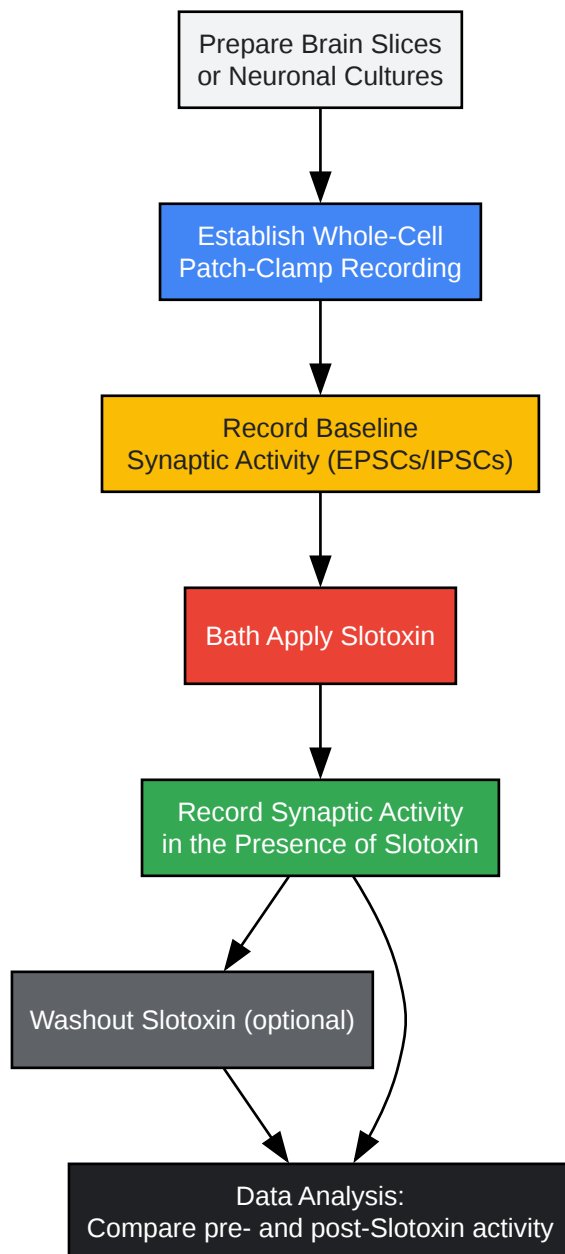 Prepare Brain Slices
or Neuronal Cultures
Establish Whole-Cell
Patch-Clamp Recording
Record Baseline
Synaptic Activity (EPSCs/IPSCs)
Bath Apply Slotoxin
Record Synaptic Activity
in the Presence of Slotoxin
Washout Slotoxin (optional)
Data Analysis:
Compare pre- and post-Slotoxin activity